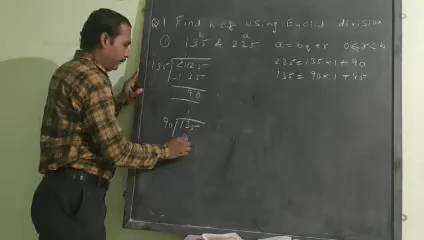 Q1 Find h.c.f using Euclid division
① 135 & 225 a=bq+r 0≤r<b
b a
135 225 1
135
90
225=135×1+90
135=90×1+45
1
90 135